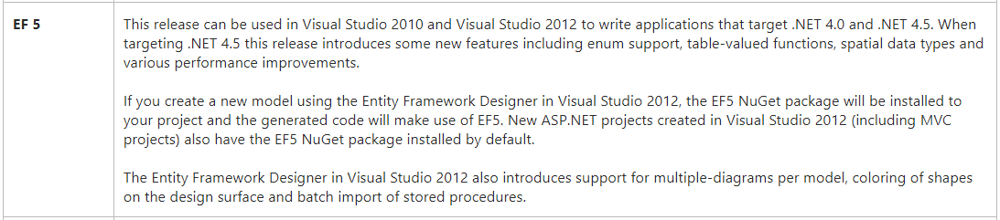 EF 5
This release can be used in Visual Studio 2010 and Visual Studio 2012 to write applications that target .NET 4.0 and .NET 4.5. When
targeting .NET 4.5 this release introduces some new features including enum support, table-valued functions, spatial data types and
various performance improvements.
If you create a new model using the Entity Framework Designer in Visual Studio 2012, the EF5 NuGet package will be installed to
your project and the generated code will make use of EF5. New ASP.NET projects created in Visual Studio 2012 (including MVC
projects) also have the EF5 NuGet package installed by default.
The Entity Framework Designer in Visual Studio 2012 also introduces support for multiple-diagrams per model, coloring of shapes
on the design surface and batch import of stored procedures.